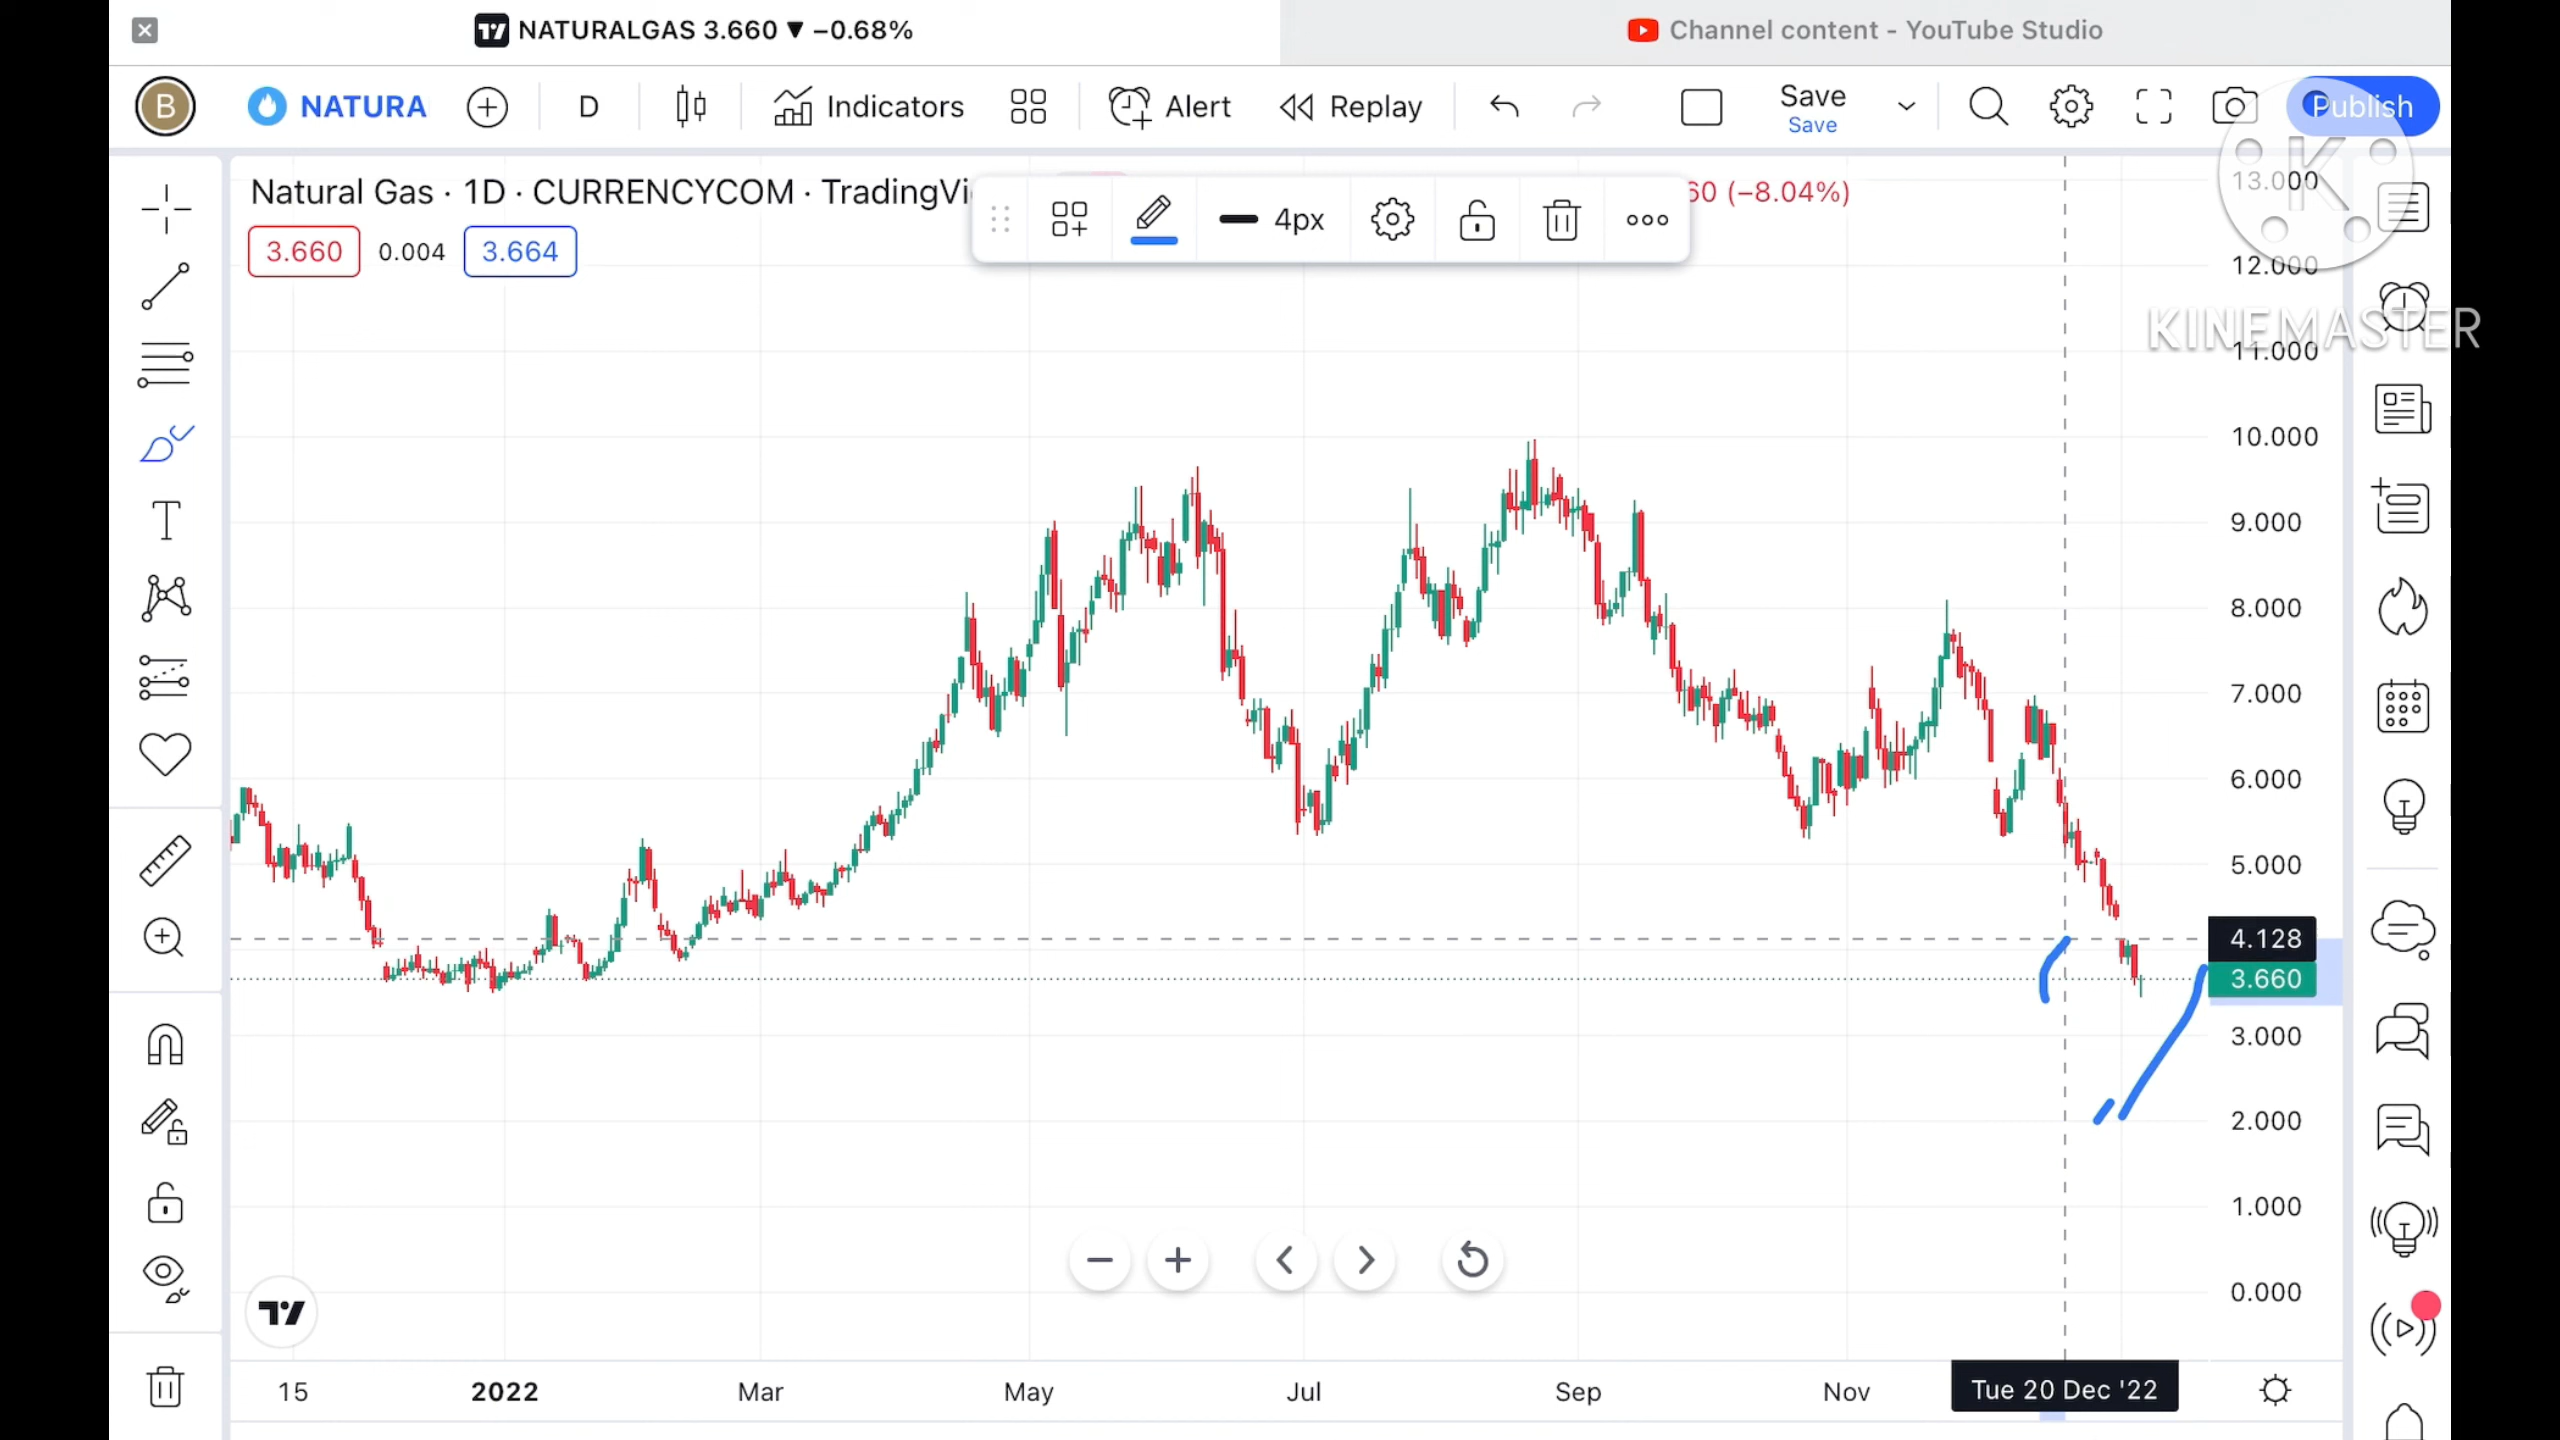 NATURALGAS 3.660 ▼ −0.68%
Channel content - YouTube Studio
B
NATURA
D
Indicators
Alert
Replay
Save
Save
Publish
Natural Gas · 1D · CURRENCYCOM · TradingVi
60 (−8.04%)
4px
3.660
0.004
3.664
K
KINEMASTER
13.000
12.000
11.000
10.000
9.000
8.000
7.000
6.000
5.000
4.128
3.660
3.000
2.000
1.000
0.000
15
2022
Mar
May
Jul
Sep
Nov
Tue 20 Dec '22